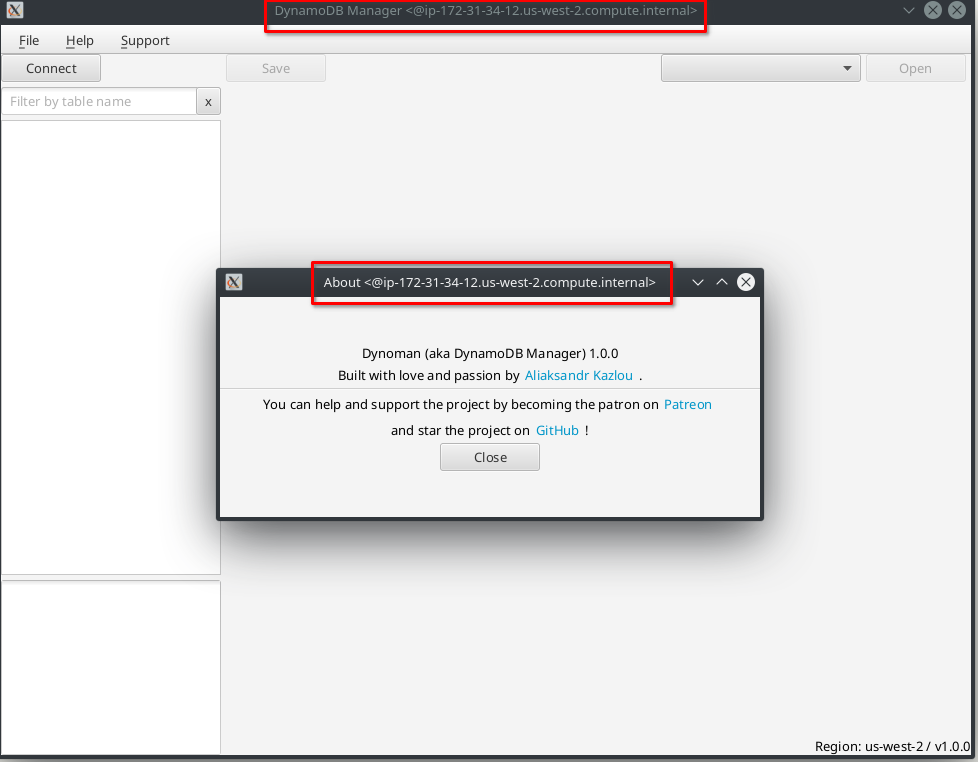 DynamoDB Manager <@ip-172-31-34-12.us-west-2.compute.internal>
File Help Support
Connect Save Open
Filter by table name x
About <@ip-172-31-34-12.us-west-2.compute.internal>
Dynoman (aka DynamoDB Manager) 1.0.0
Built with love and passion by Aliaksandr Kazlou .
You can help and support the project by becoming the patron on Patreon
and star the project on GitHub !
Close
Region: us-west-2 / v1.0.0